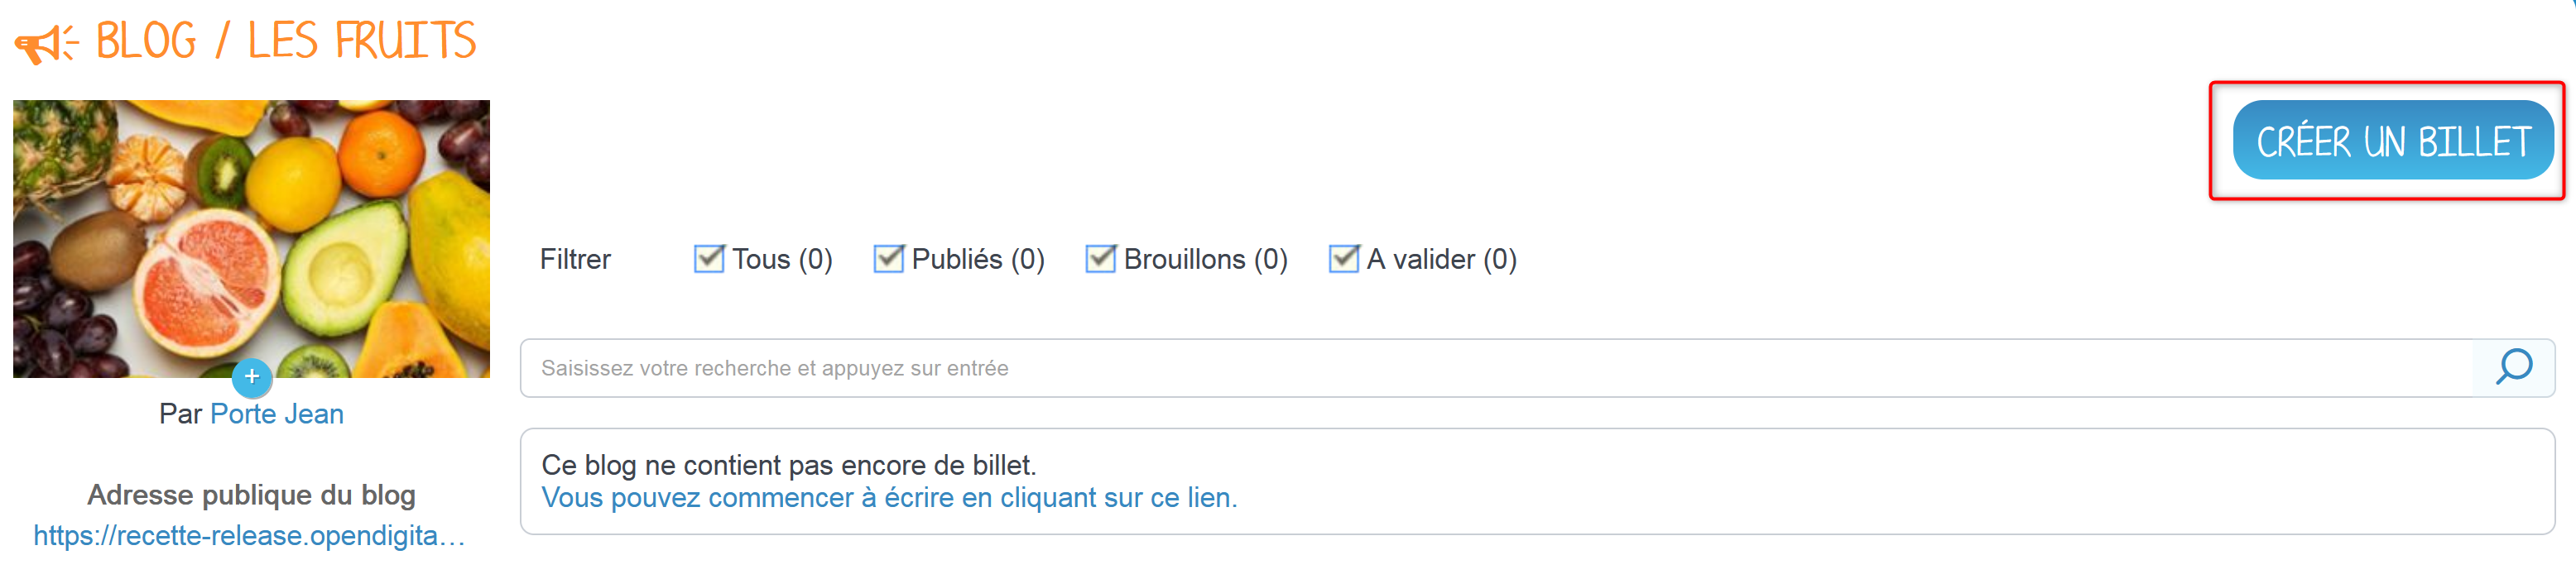 BLOG / LES FRUITS
CRÉER UN BILLET
Filtrer Tous (0) Publiés (0) Brouillons (0) A valider (0)
Saisissez votre recherche et appuyez sur entrée
+
Par Porte Jean
Ce blog ne contient pas encore de billet.
Vous pouvez commencer à écrire en cliquant sur ce lien.
Adresse publique du blog
https://recette-release.opendigita…